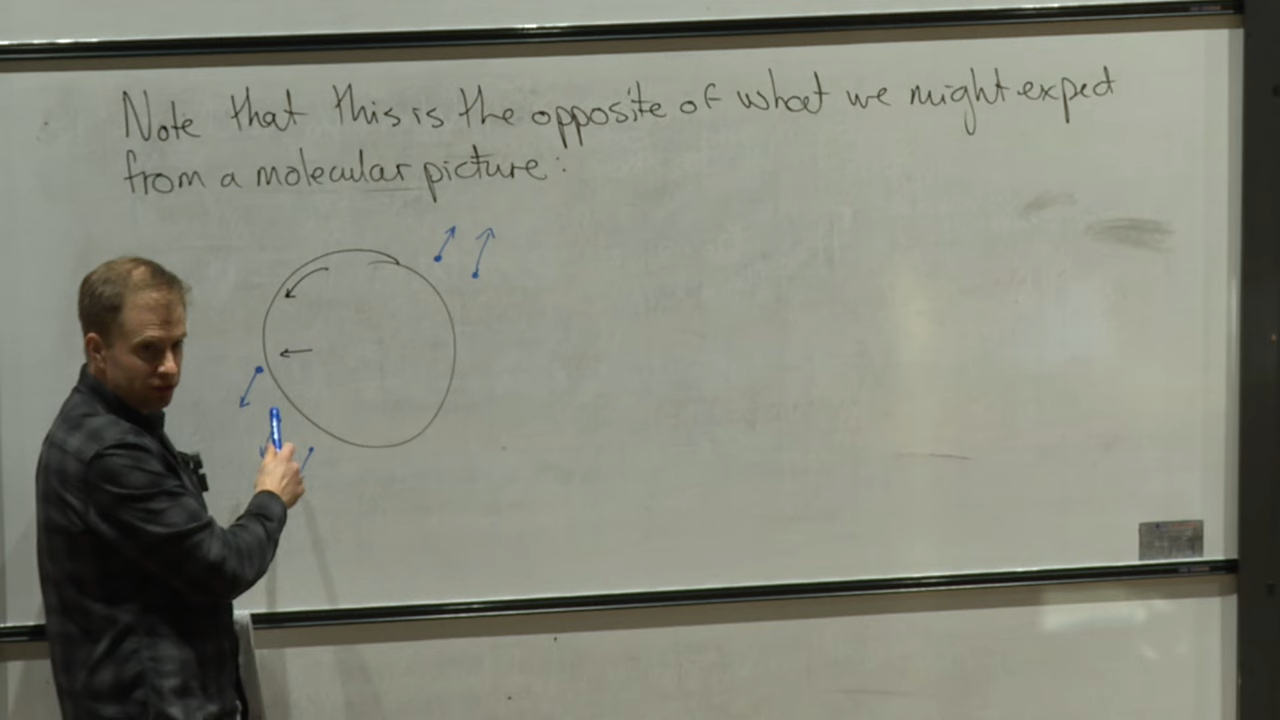 Note that this is the opposite of what we might expect
from a molecular picture: